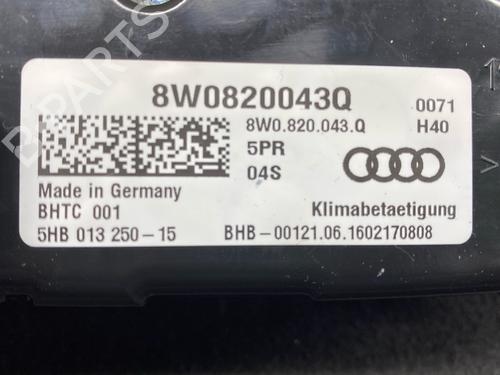 8W0820043Q 0071
8W0.820.043.Q H40
5PR
04S
Made in Germany
BHTC 001 Klimabetaetigung
5HB 013 250-15 BHB-00121.06.1602170808
B-PARTS